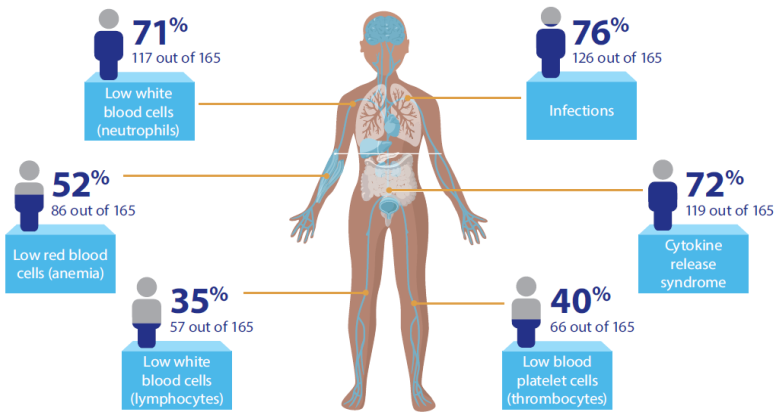 71%
117 out of 165
Low white
blood cells
(neutrophils)
76%
126 out of 165
Infections
52%
86 out of 165
Low red blood
cells (anemia)
72%
119 out of 165
Cytokine
release
syndrome
35%
57 out of 165
Low white
blood cells
(lymphocytes)
40%
66 out of 165
Low blood
platelet cells
(thrombocytes)